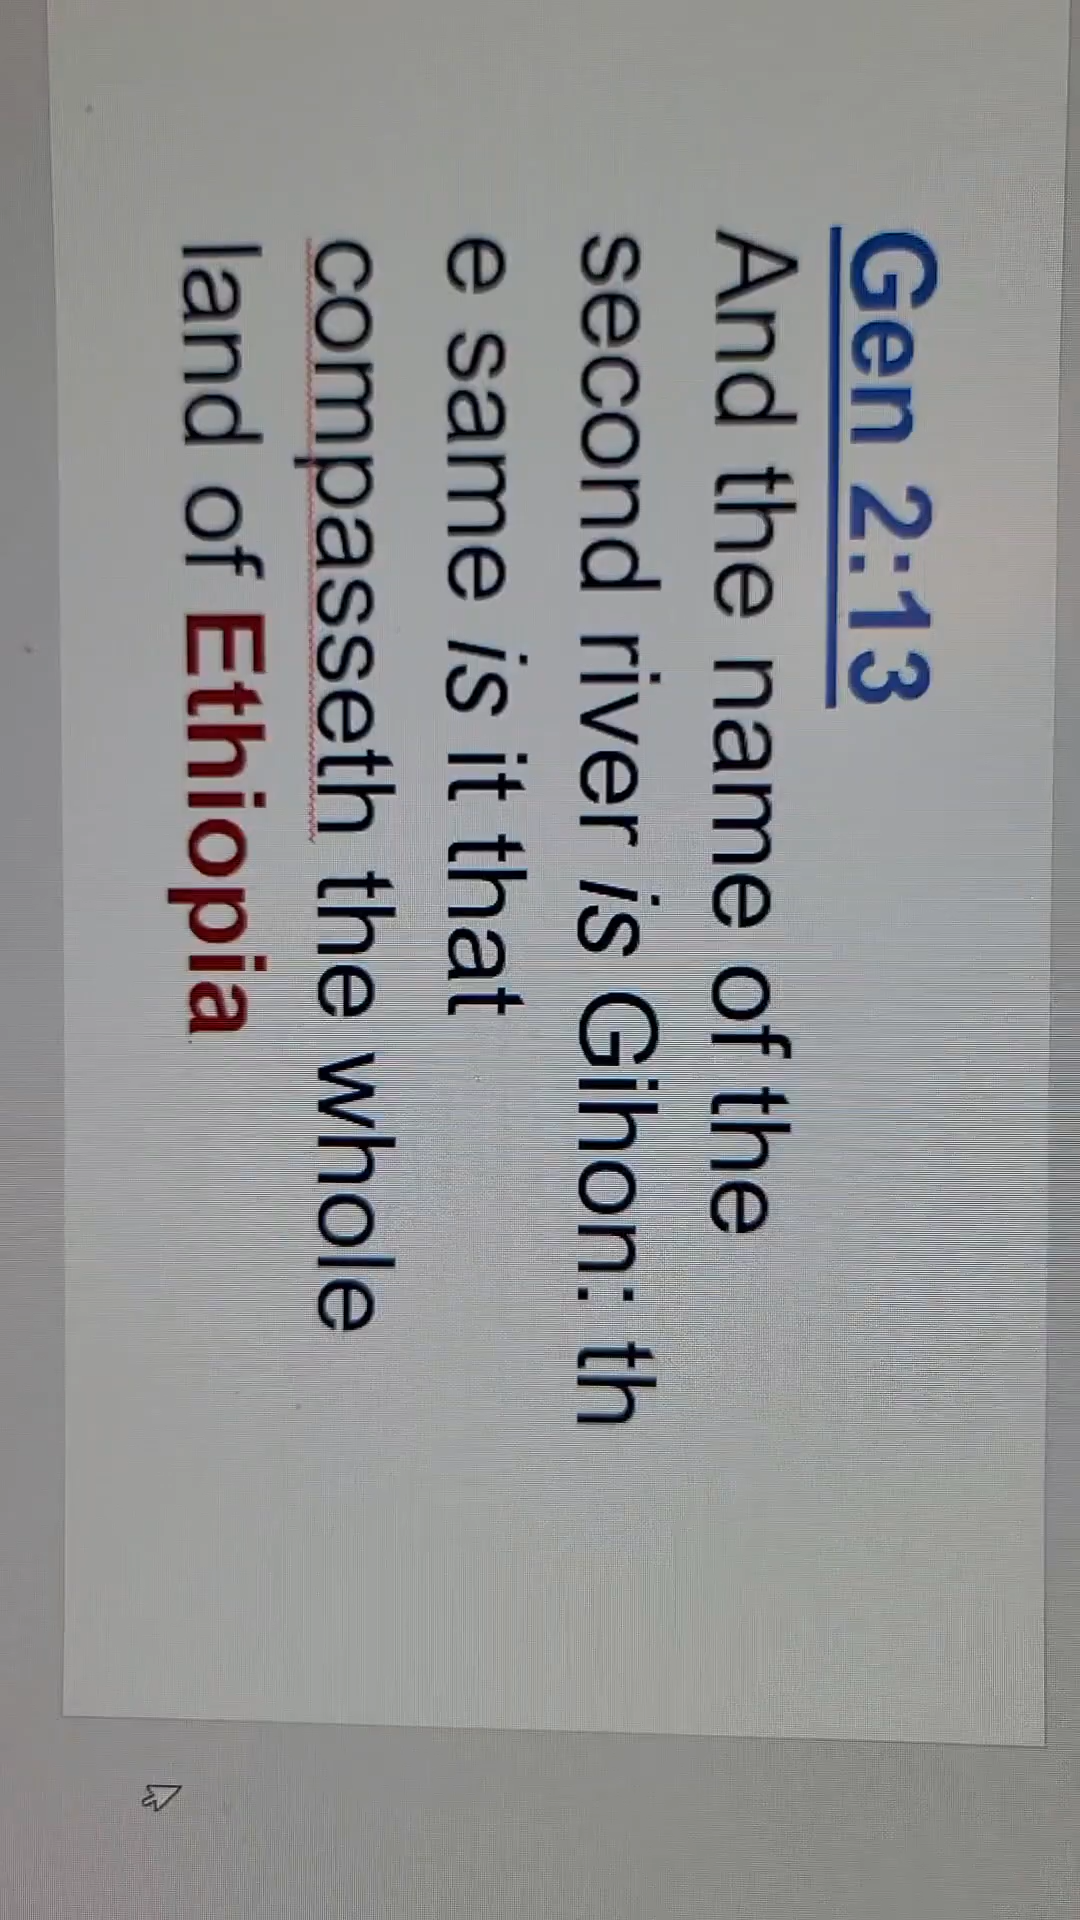 Gen 2:13
And the name of the
second river is Gihon: th
e same is it that
compasseth the whole
land of Ethiopia